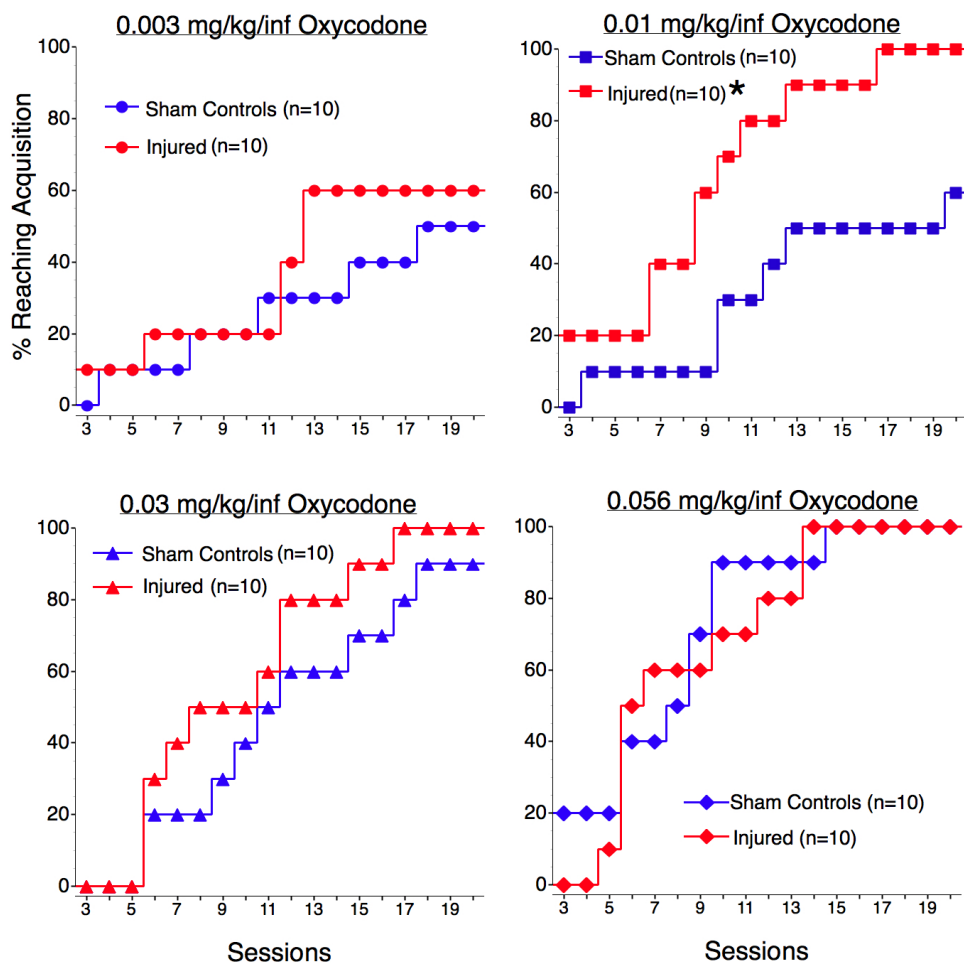 0.003 mg/kg/inf Oxycodone
100
80
60
40
20
0
Sham Controls (n=10)
Injured (n=10)
3 5 7 9 11 13 15 17 19
% Reaching Acquisition
0.01 mg/kg/inf Oxycodone
100
80
60
40
20
0
Sham Controls (n=10)
Injured (n=10) *
3 5 7 9 11 13 15 17 19
0.03 mg/kg/inf Oxycodone
100
80
60
40
20
0
Sham Controls (n=10)
Injured (n=10)
3 5 7 9 11 13 15 17 19
Sessions
0.056 mg/kg/inf Oxycodone
100
80
60
40
20
0
Sham Controls (n=10)
Injured (n=10)
3 5 7 9 11 13 15 17 19
Sessions